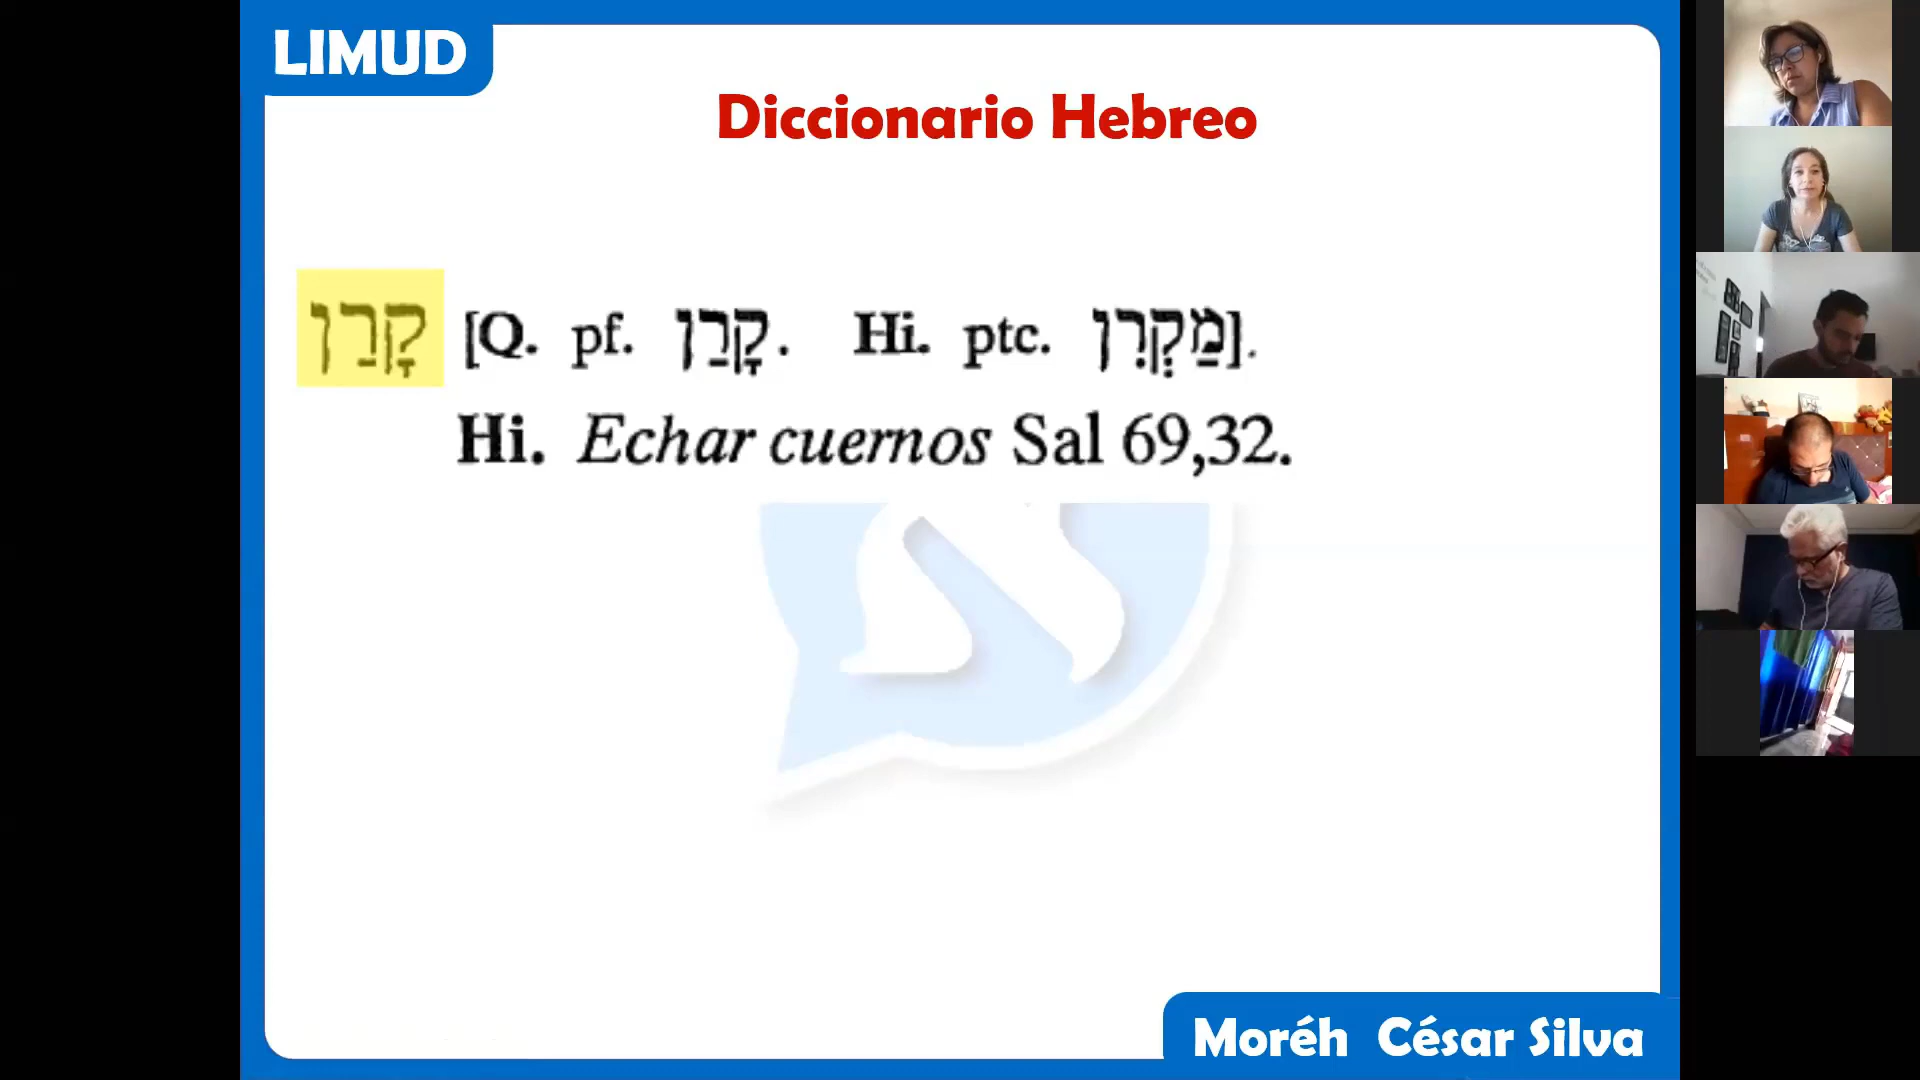 LIMUD
Diccionario Hebreo
קָרַן [Q. pf. קָרַן. Hi. ptc. מַקְרִן].
Hi. Echar cuernos Sal 69,32.
Moréh César Silva